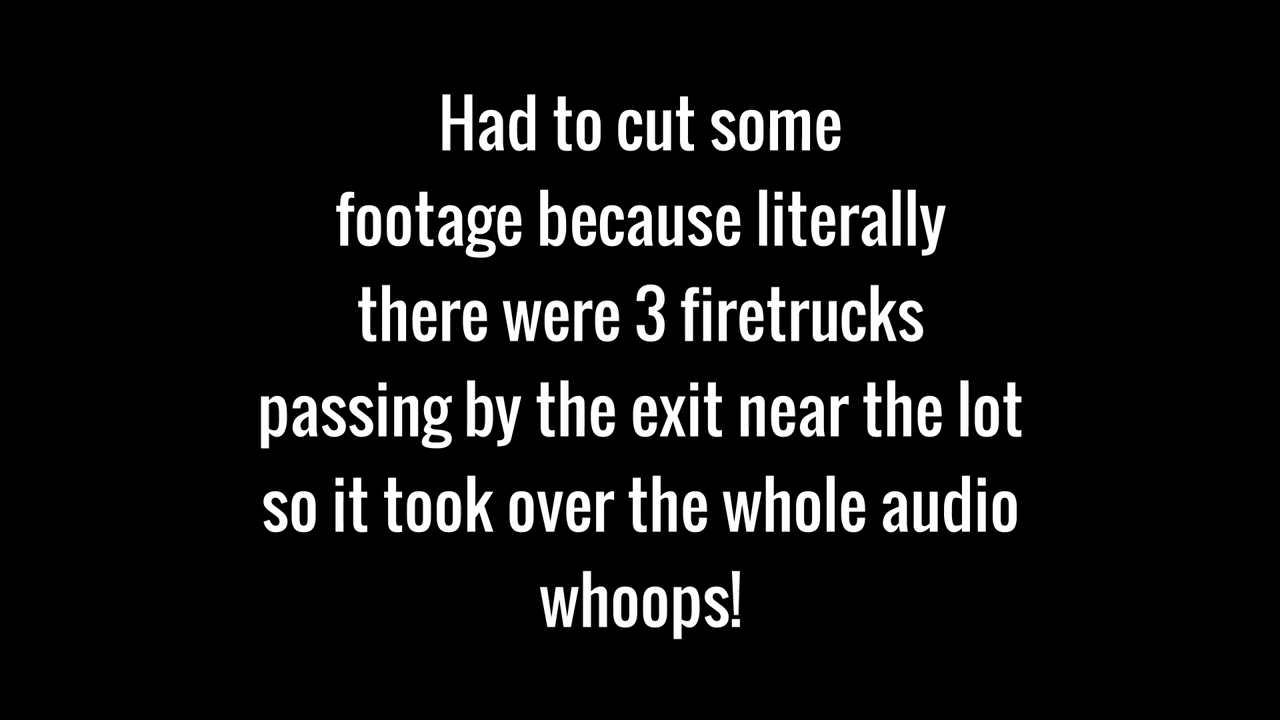 Had to cut some
footage because literally
there were 3 firetrucks
passing by the exit near the lot
so it took over the whole audio
whoops!